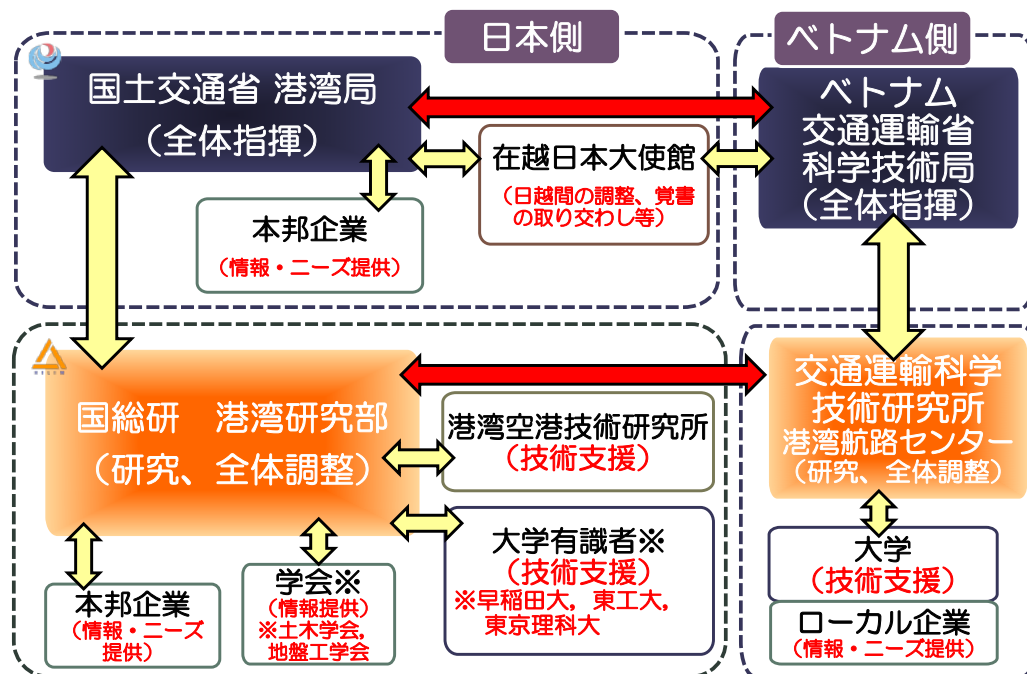 日本側
ベトナム側
国土交通省 港湾局
（全体指揮）
在越日本大使館
（日越間の調整、覚書
の取り交わし等）
本邦企業
（情報・ニーズ提供）
ベトナム
交通運輸省
科学技術局
（全体指揮）
国総研　港湾研究部
（研究、全体調整）
港湾空港技術研究所
（技術支援）
大学有識者※
（技術支援）
※早稲田大，東工大，
東京理科大
本邦企業
（情報・ニーズ
提供）
学会※
（情報提供）
※土木学会，
地盤工学会
交通運輸科学
技術研究所
港湾航路センター
（研究、全体調整）
大学
（技術支援）
ローカル企業
（情報・ニーズ提供）